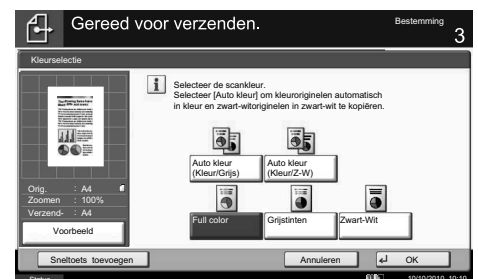 Gereed voor verzenden.
Bestemming
3
Kleurselectie
Selecteer de scankleur.
Selecteer [Auto kleur] om kleuroriginelen automatisch
in kleur en zwart-witoriginelen in zwart-wit te kopiëren.
Auto kleur
(Kleur/Grijs)
Auto kleur
(Kleur/Z-W)
Orig. : A4
Zoomen : 100%
Verzend- : A4
Voorbeeld
Full color
Grijstinten
Zwart-Wit
Sneltoets toevoegen
Annuleren
OK
Status
10/10/2010 10:10